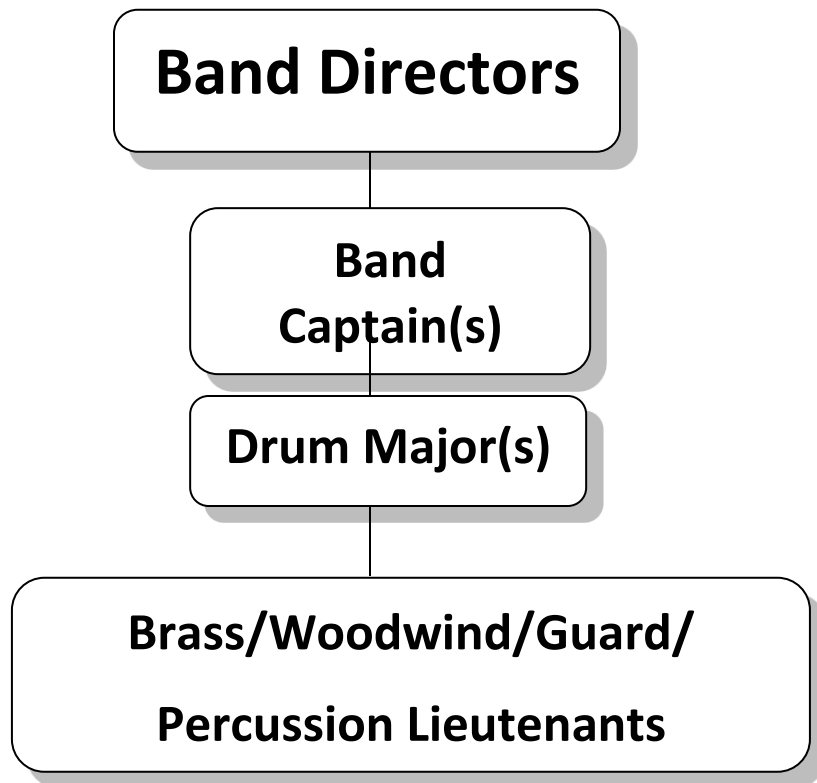 Band Directors
Band
Captain(s)
Drum Major(s)
Brass/Woodwind/Guard/
Percussion Lieutenants